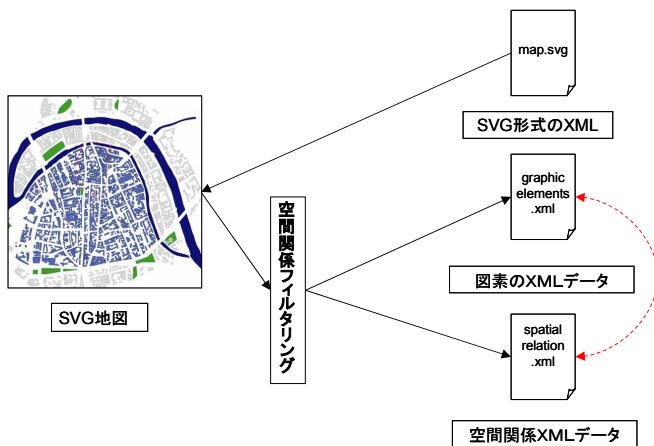 map.svg
SVG形式のXML
graphic
elements
.xml
空間関係フィルタリング
図素のXMLデータ
SVG地図
spatial
relation
.xml
空間関係XMLデータ